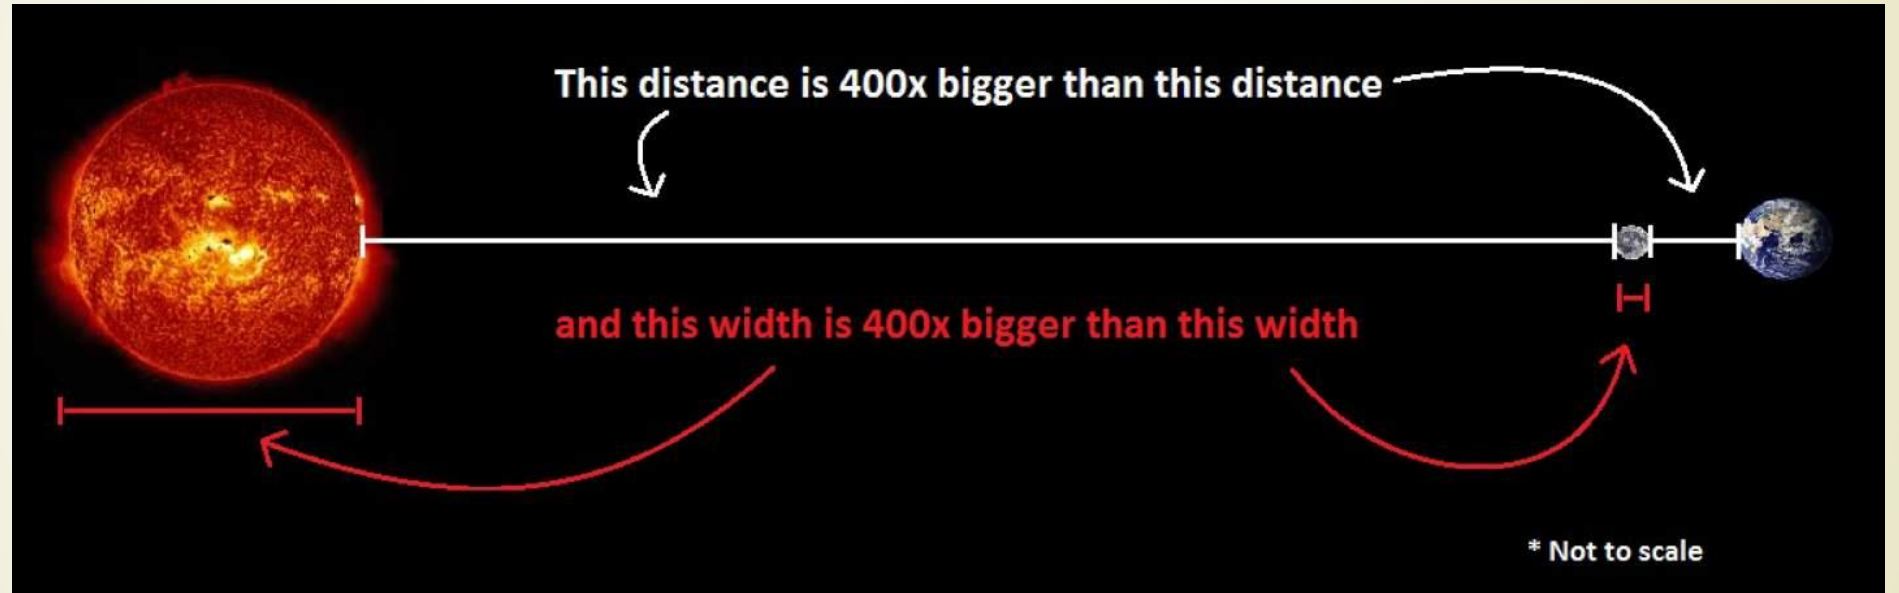 This distance is 400x bigger than this distance
and this width is 400x bigger than this width
* Not to scale